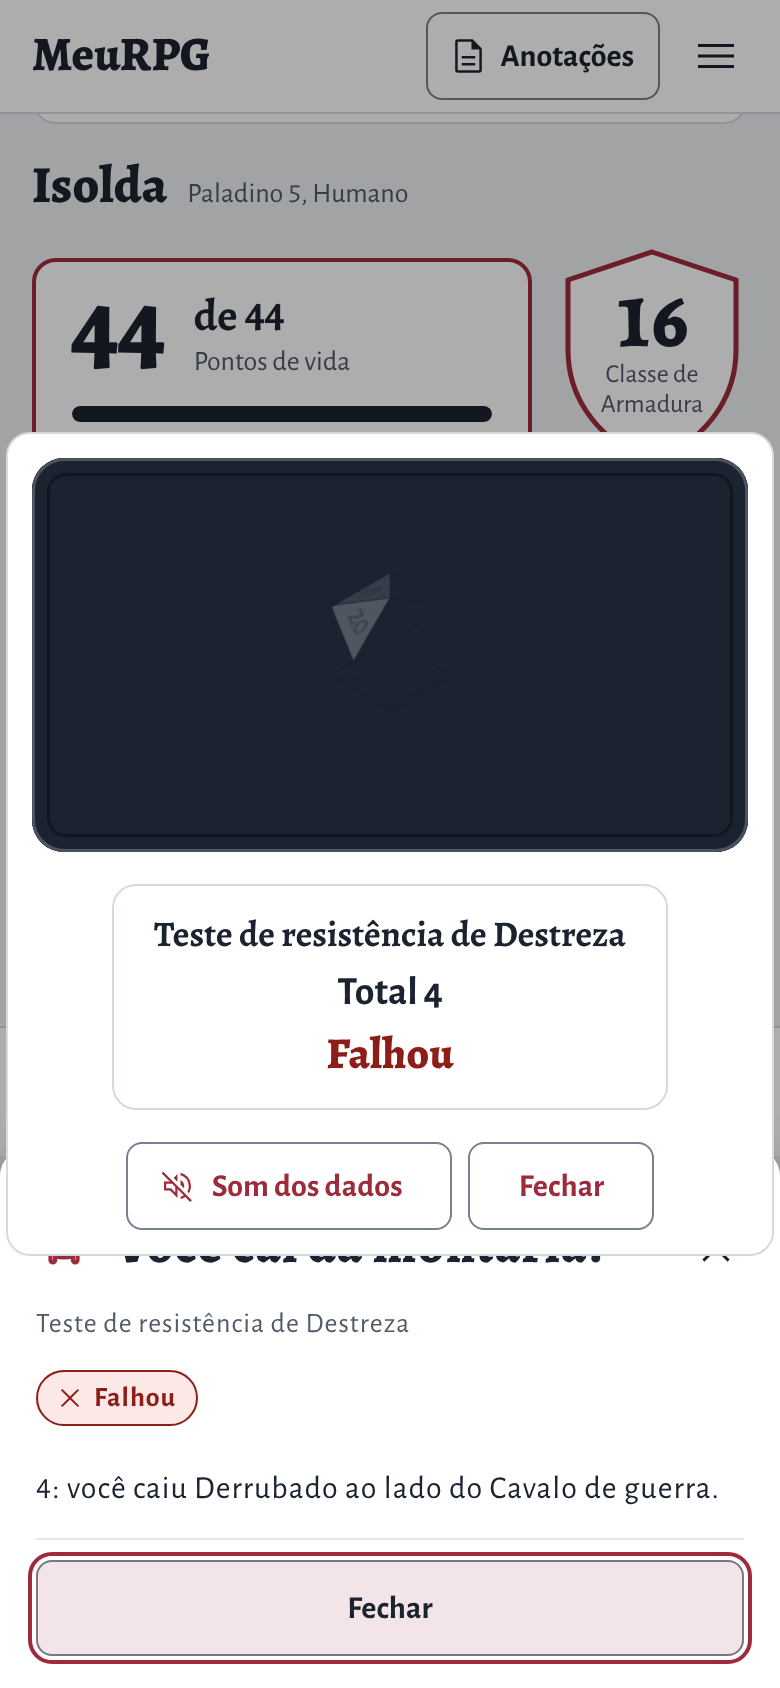 MeuRPG
Anotações
Isolda
Paladino 5, Humano
44
de 44
Pontos de vida
16
Classe de
Armadura
20
Teste de resistência de Destreza
Total 4
Falhou
Som dos dados
Fechar
Teste de resistência de Destreza
Falhou
4: você caiu Derrubado ao lado do Cavalo de guerra.
Fechar